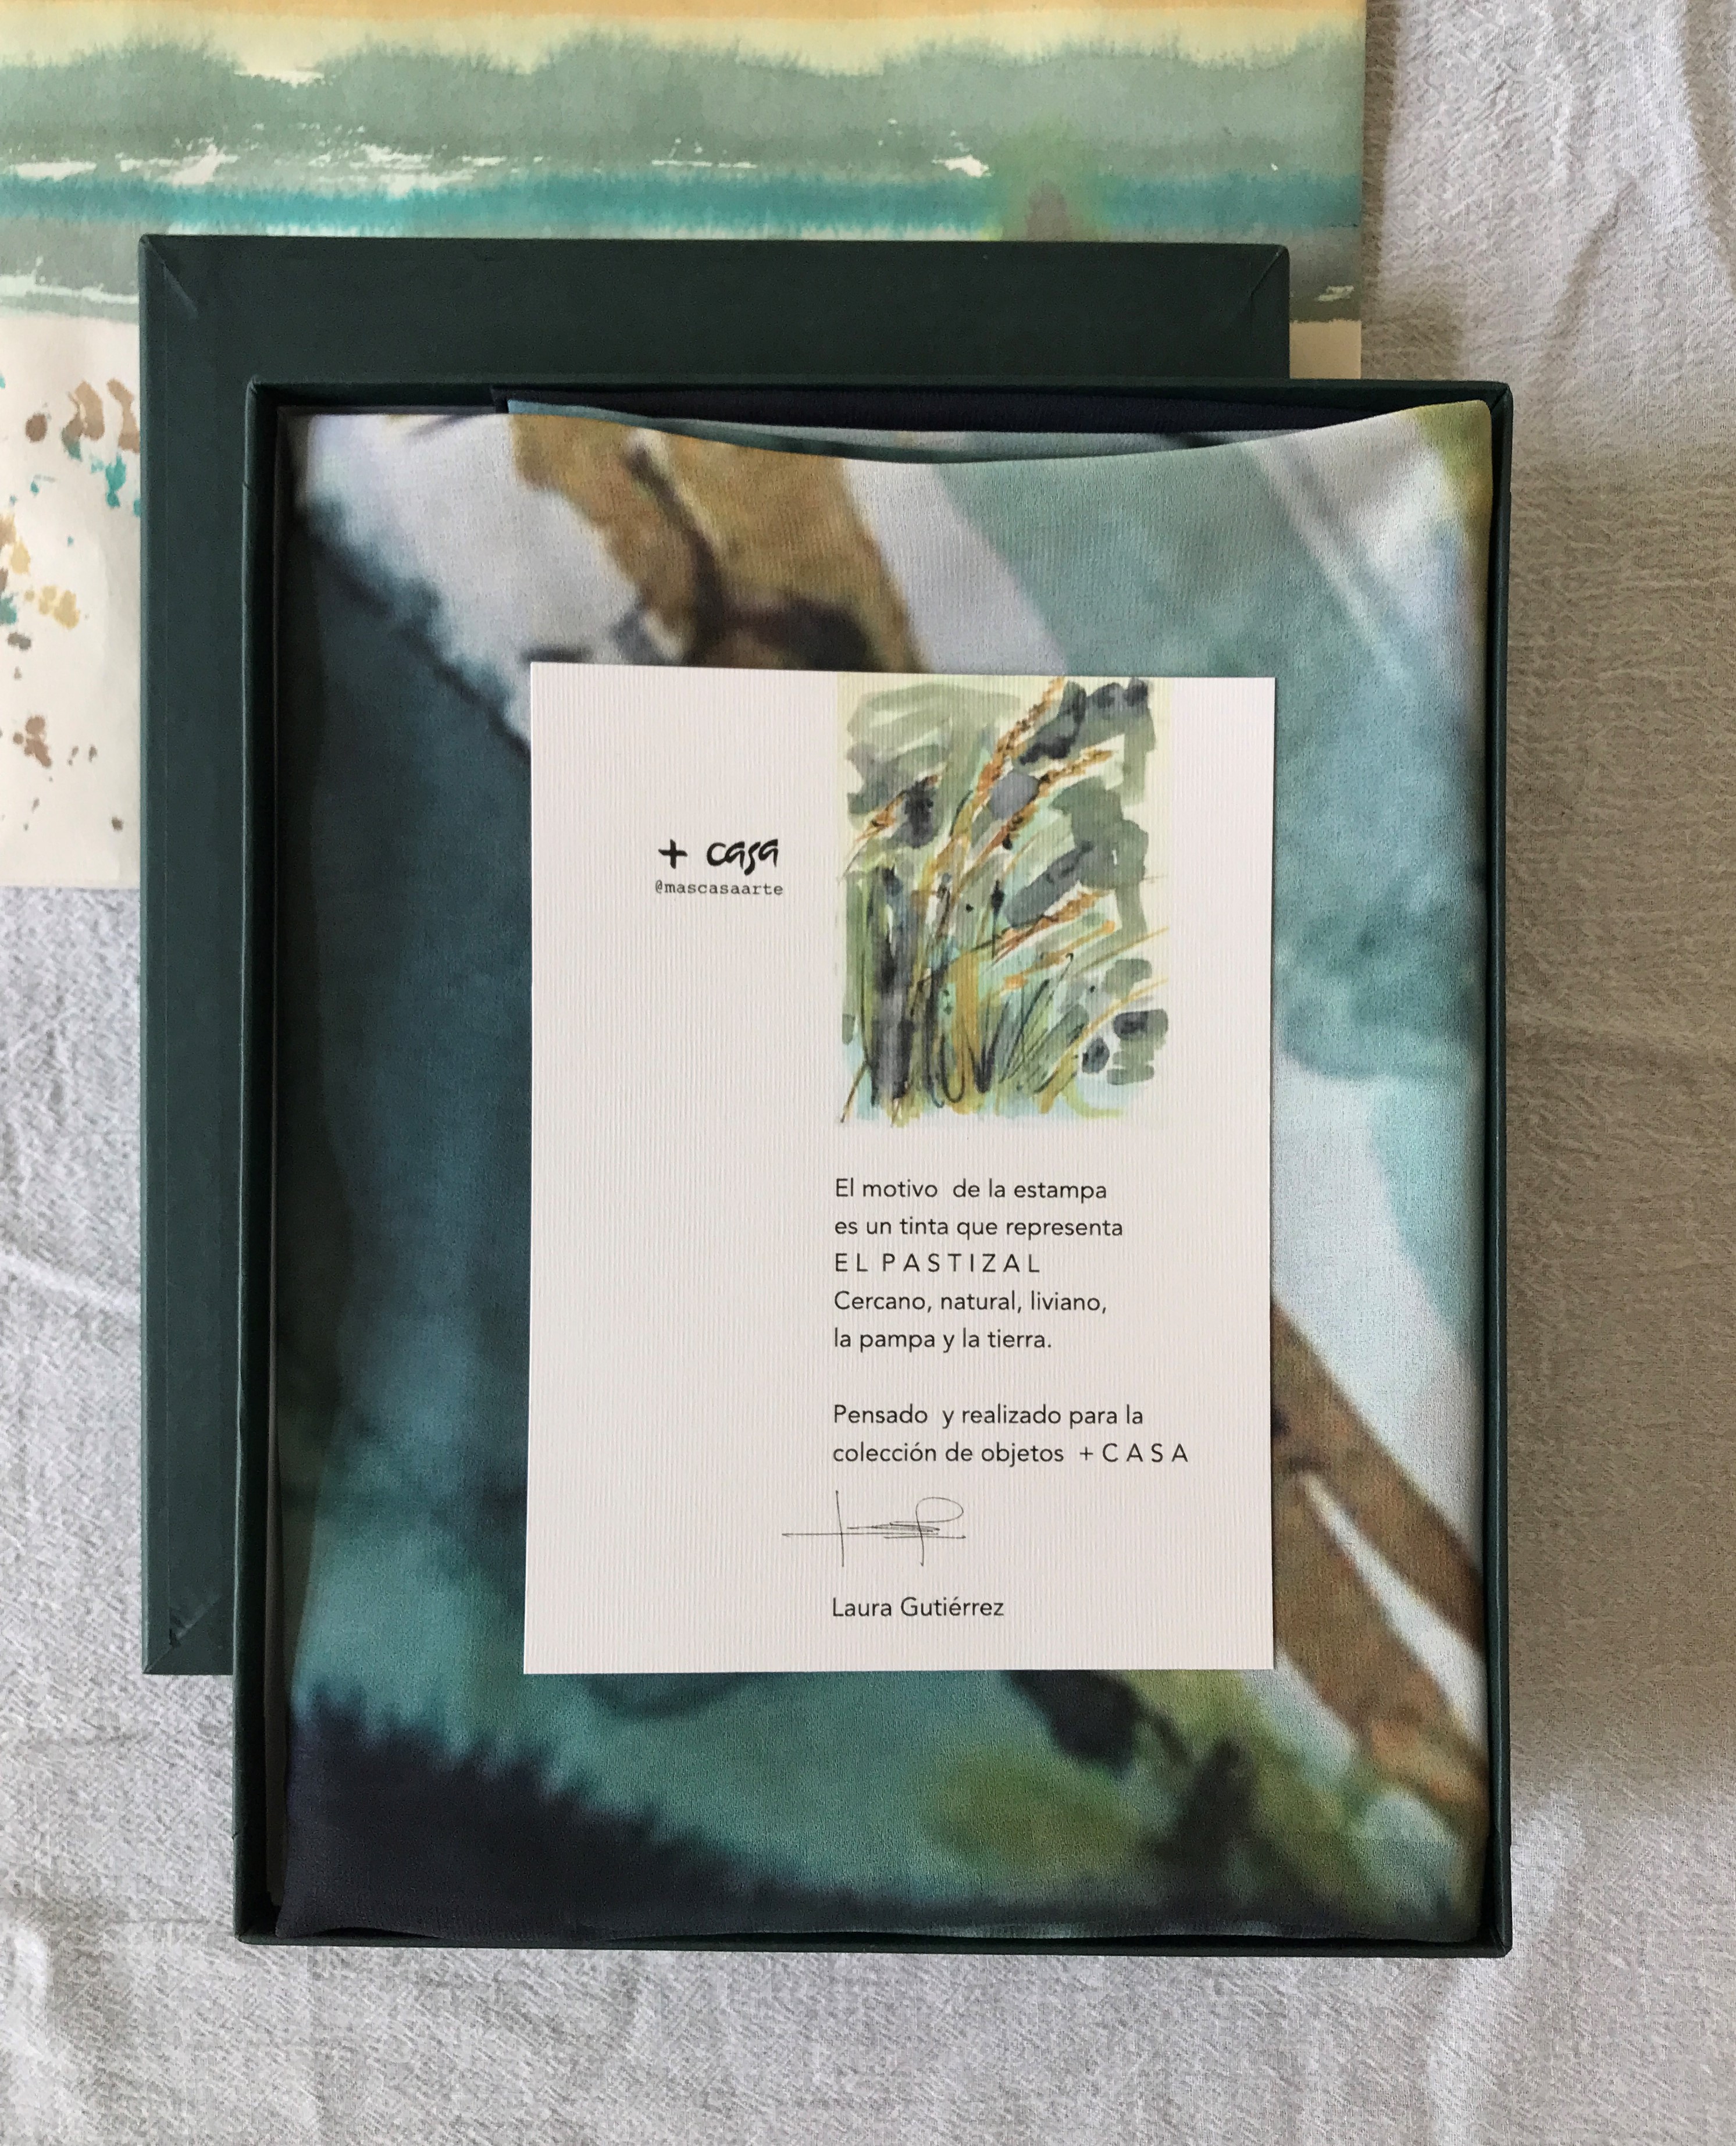 + casa
@mascasaarte
El motivo de la estampa
es un tinta que representa
EL PASTIZAL
Cercano, natural, liviano,
la pampa y la tierra.
Pensado y realizado para la
colección de objetos + CASA
Laura Gutiérrez